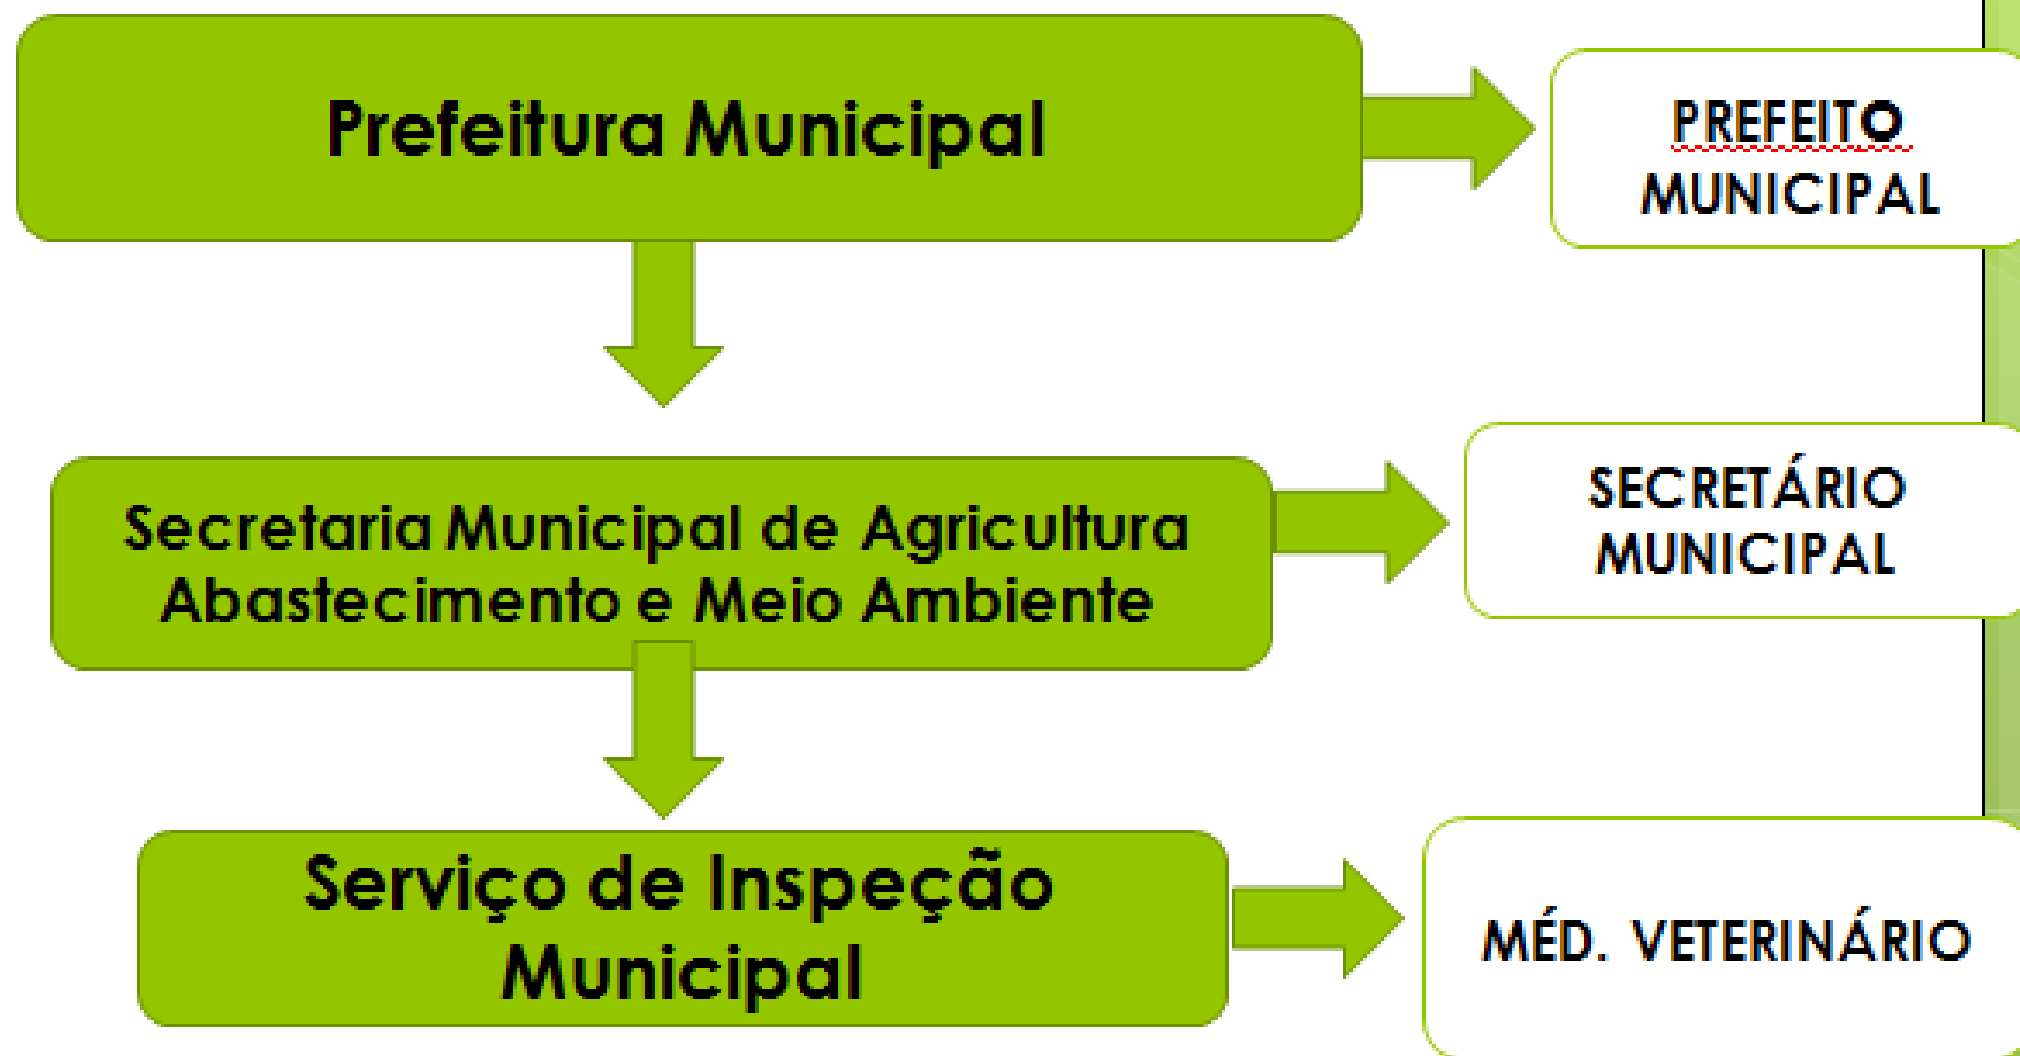 Prefeitura Municipal
PREFEITO
MUNICIPAL
Secretaria Municipal de Agricultura
Abastecimento e Meio Ambiente
SECRETÁRIO
MUNICIPAL
Serviço de Inspeção
Municipal
MÉD. VETERINÁRIO